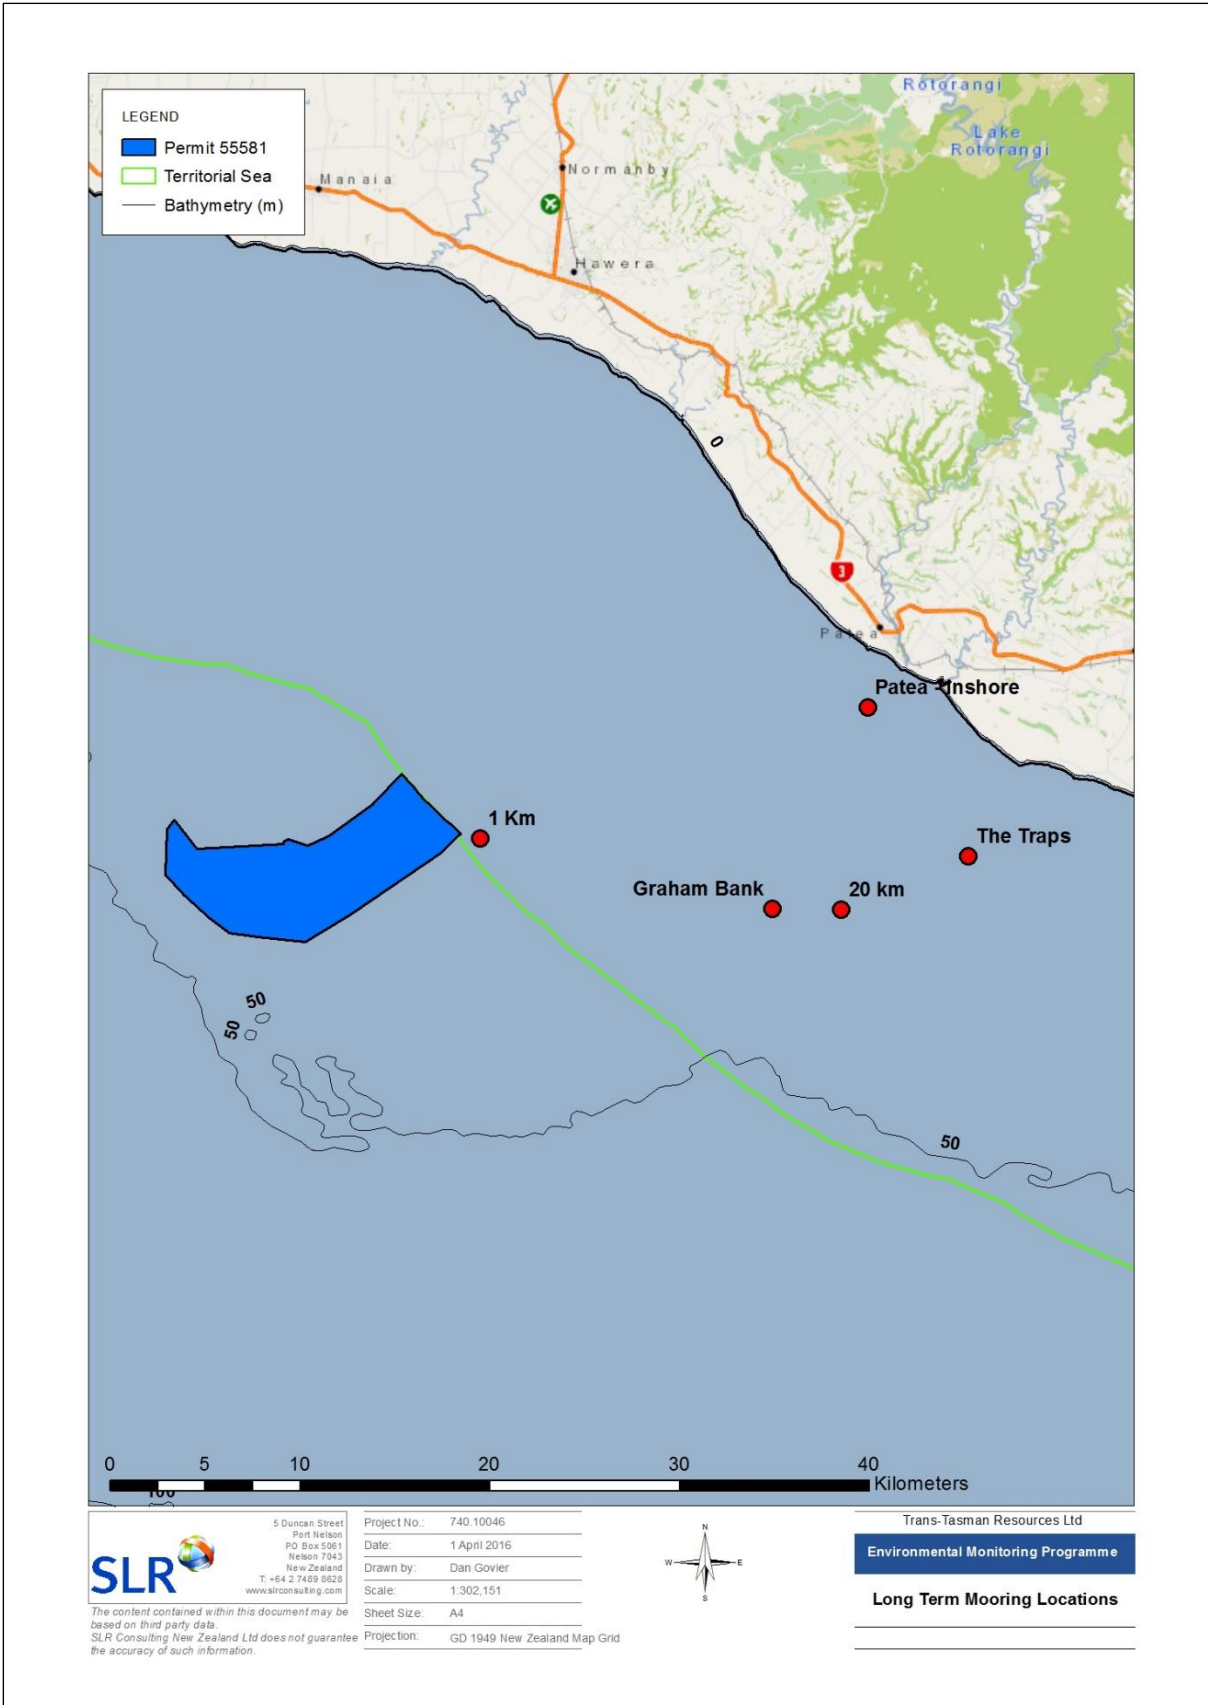 LEGEND
Permit 55581
Territorial Sea
Bathymetry (m)
Rotorangi
Lake
Rotorangi
Manaia
Normanby
Hawera
0
3
Patea
Patea - Inshore
1 Km
The Traps
Graham Bank
20 km
50
50
50
0 5 10 20 30 40
Kilometers
100
SLR
5 Duncan Street
Port Nelson
PO Box 5061
Nelson 7043
New Zealand
T: +64 2 7489 8628
www.slrconsulting.com
The content contained within this document may be
based on third party data.
SLR Consulting New Zealand Ltd does not guarantee
the accuracy of such information.
Project No.: 740.10046
Date: 1 April 2016
Drawn by: Dan Govier
Scale: 1:302,151
Sheet Size: A4
Projection: GD 1949 New Zealand Map Grid
N
W E
S
Trans-Tasman Resources Ltd
Environmental Monitoring Programme
Long Term Mooring Locations